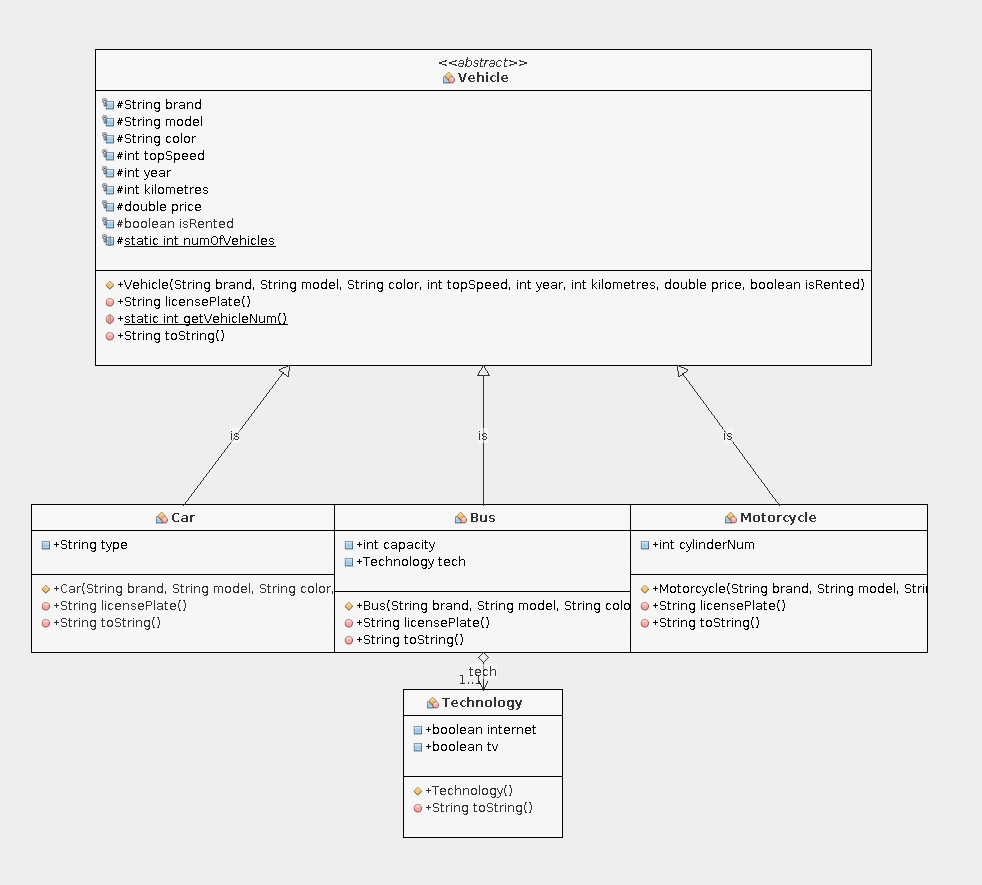 <<abstract>>
Vehicle
#String brand
#String model
#String color
#int topSpeed
#int year
#int kilometres
#double price
#boolean isRented
#static int numOfVehicles
+Vehicle(String brand, String model, String color, int topSpeed, int year, int kilometres, double price, boolean isRented)
+String licensePlate()
+static int getVehicleNum()
+String toString()
is
is
is
Car
+String type
+Car(String brand, String model, String color,
+String licensePlate()
+String toString()
Bus
+int capacity
+Technology tech
+Bus(String brand, String model, String colo
+String licensePlate()
+String toString()
Motorcycle
+int cylinderNum
+Motorcycle(String brand, String model, Stri
+String licensePlate()
+String toString()
tech
1..1
Technology
+boolean internet
+boolean tv
+Technology()
+String toString()